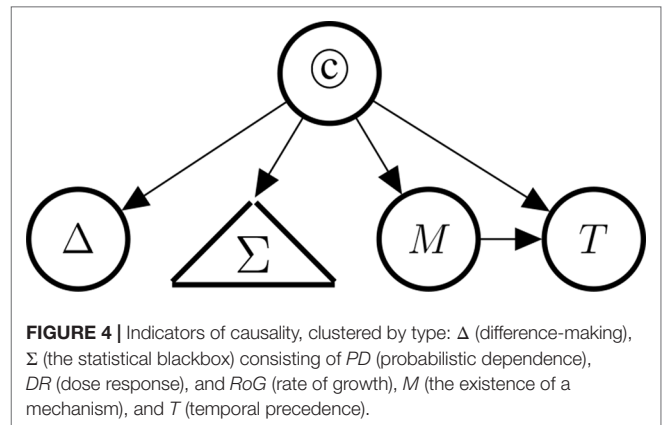 ©
Δ
Σ
M
T
FIGURE 4 | Indicators of causality, clustered by type: Δ (difference-making),
Σ (the statistical blackbox) consisting of PD (probabilistic dependence),
DR (dose response), and RoG (rate of growth), M (the existence of a
mechanism), and T (temporal precedence).